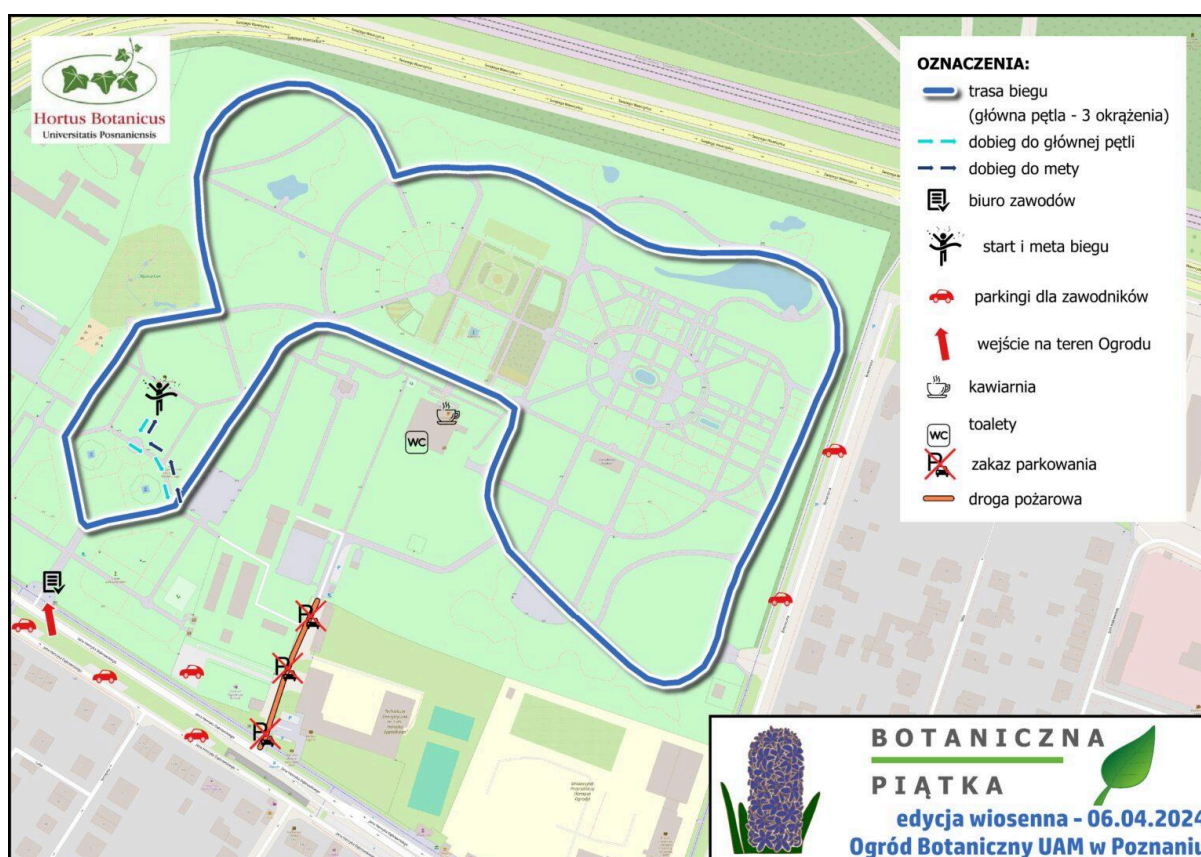 Hortus Botanicus
Universitatis Posnaniensis
OZNACZENIA:
trasa biegu
(główna pętla - 3 okrążenia)
dobieg do głównej pętli
dobieg do mety
biuro zawodów
start i meta biegu
parkingi dla zawodników
wejście na teren Ogrodu
kawiarnia
WC
toalety
P
zakaz parkowania
droga pożarowa
WC
P
P
P
BOTANICZNA
PIĄTKA
edycja wiosenna - 06.04.2024
Ogród Botaniczny UAM w Poznani